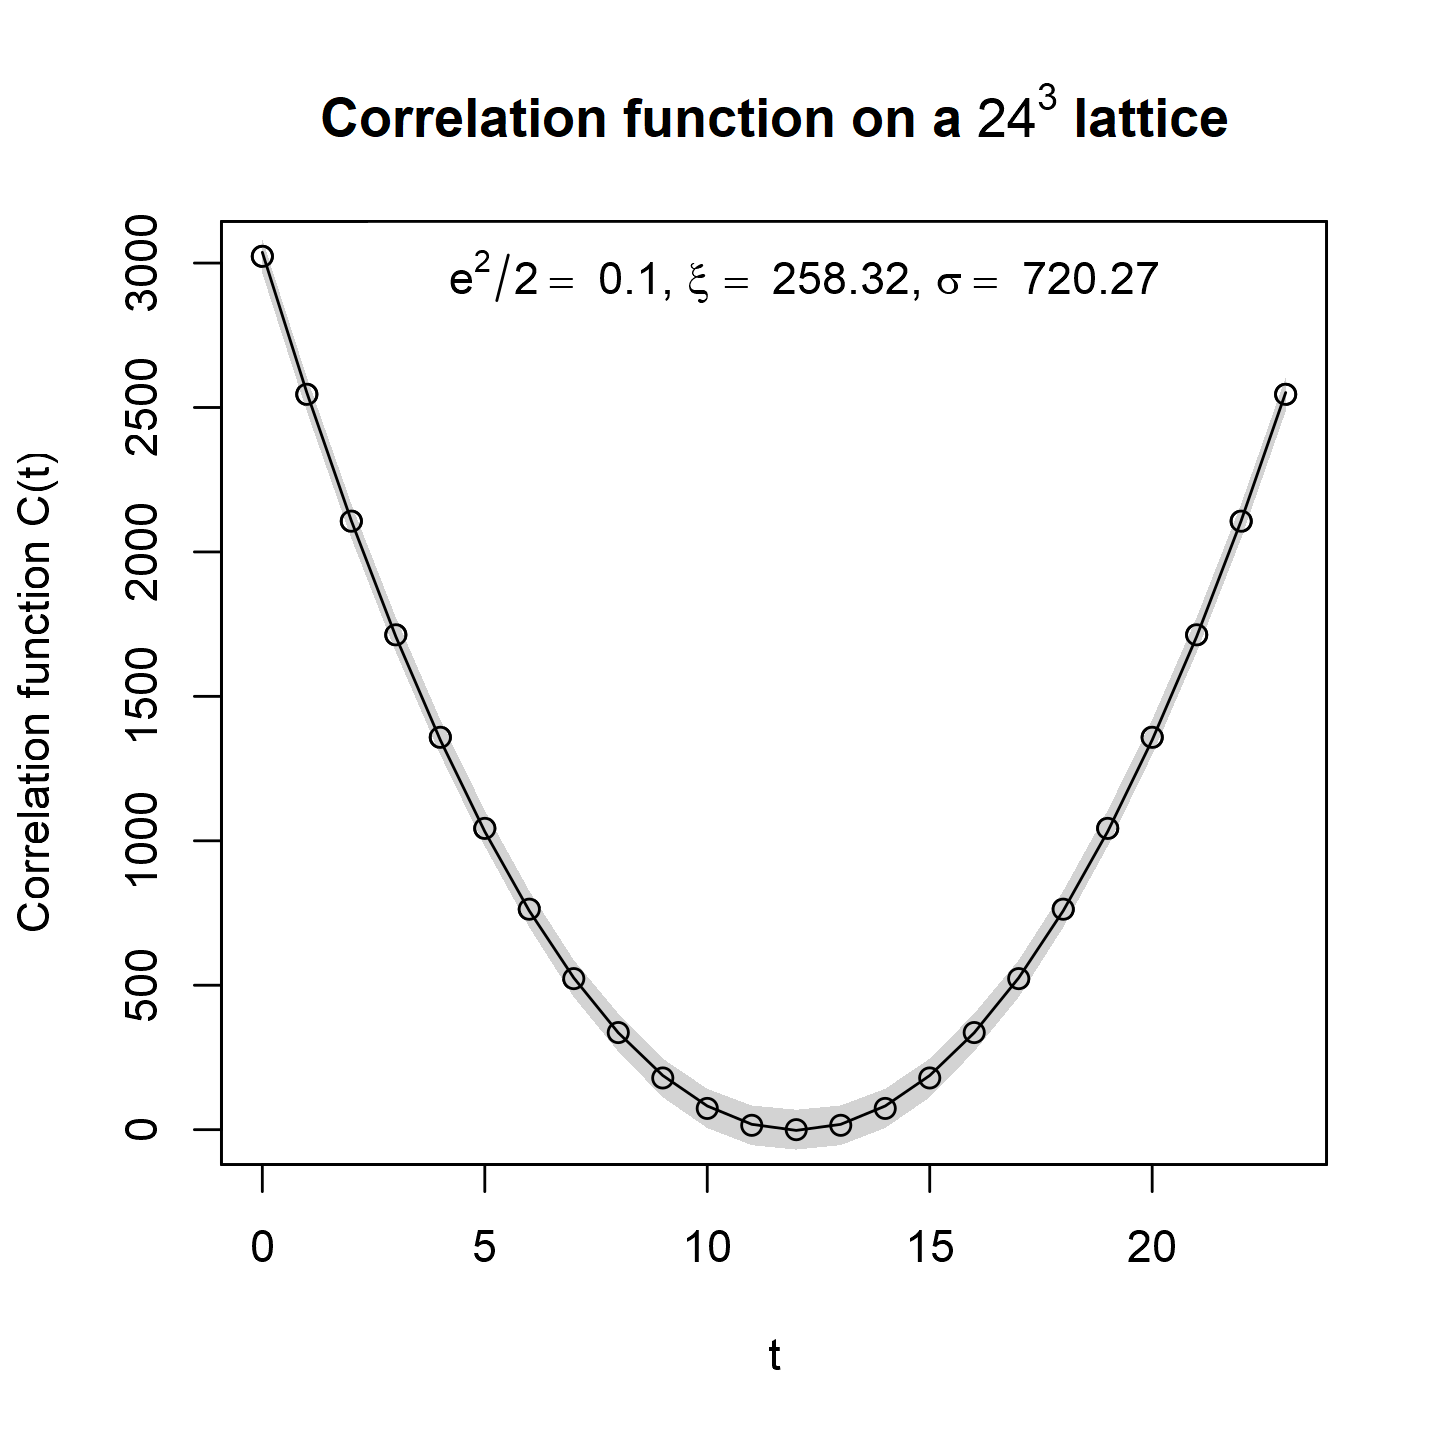 Correlation function on a 24³ lattice
e²/2 = 0.1, ξ = 258.32, σ = 720.27
Correlation function C(t)
3000
2500
2000
1500
1000
500
0
0 5 10 15 20
t